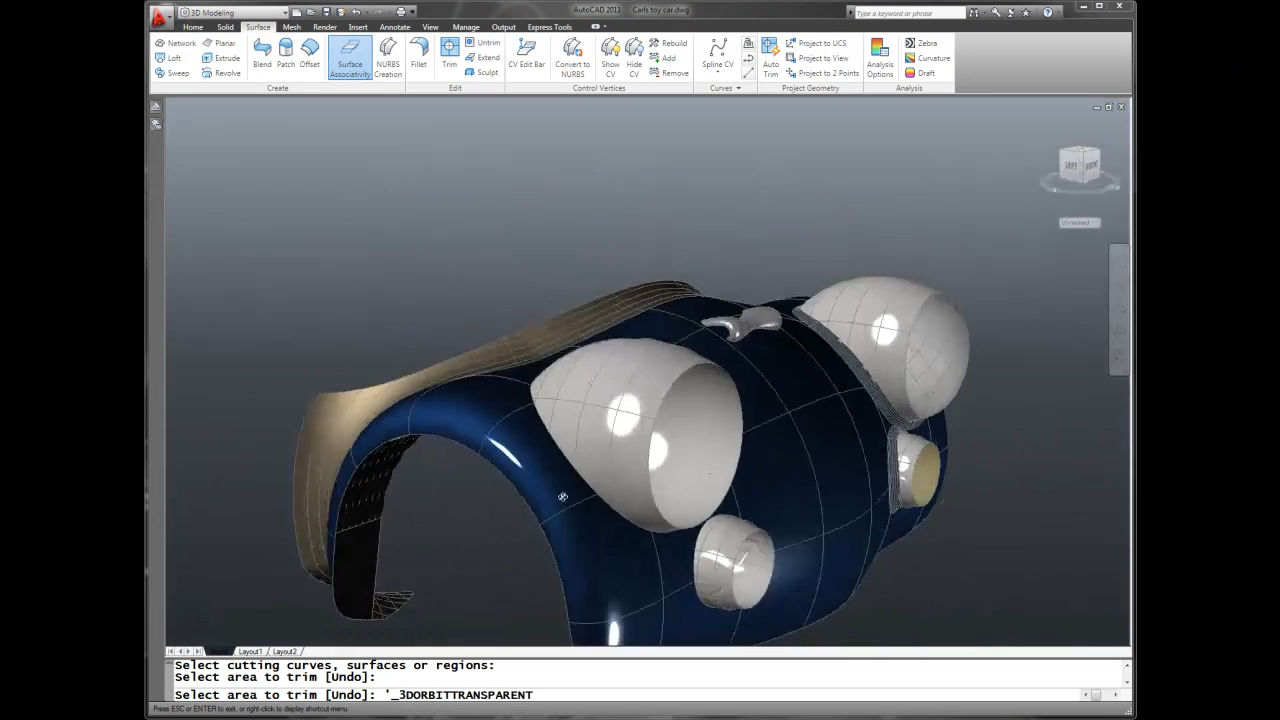 3D Modeling
AutoCAD 2011 Carls toy car.dwg
Type a keyword or phrase
Home Solid Surface Mesh Render Insert Annotate View Manage Output Express Tools
Network Planar
Loft Extrude
Sweep Revolve
Blend Patch Offset
Surface Associativity
NURBS Creation
Fillet Trim
Untrim
Extend
Sculpt
CV Edit Bar
Convert to NURBS
Show CV
Hide CV
Rebuild
Add
Remove
Spline CV
Auto Trim
Project to UCS
Project to View
Project to 2 Points
Analysis Options
Zebra
Curvature
Draft
Create Edit Control Vertices Curves Project Geometry Analysis
LEFT FRONT
Unnamed
Layout1 Layout2
Select cutting curves, surfaces or regions:
Select area to trim [Undo]:
Select area to trim [Undo]: '_3DORBITTRANSPARENT
Press ESC or ENTER to exit, or right-click to display shortcut-menu.